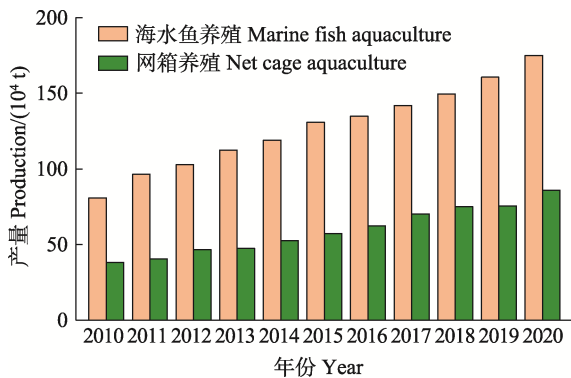 200
150
100
50
0
产量 Production/(10⁴ t)
海水鱼养殖 Marine fish aquaculture
网箱养殖 Net cage aquaculture
2010 2011 2012 2013 2014 2015 2016 2017 2018 2019 2020
年份 Year